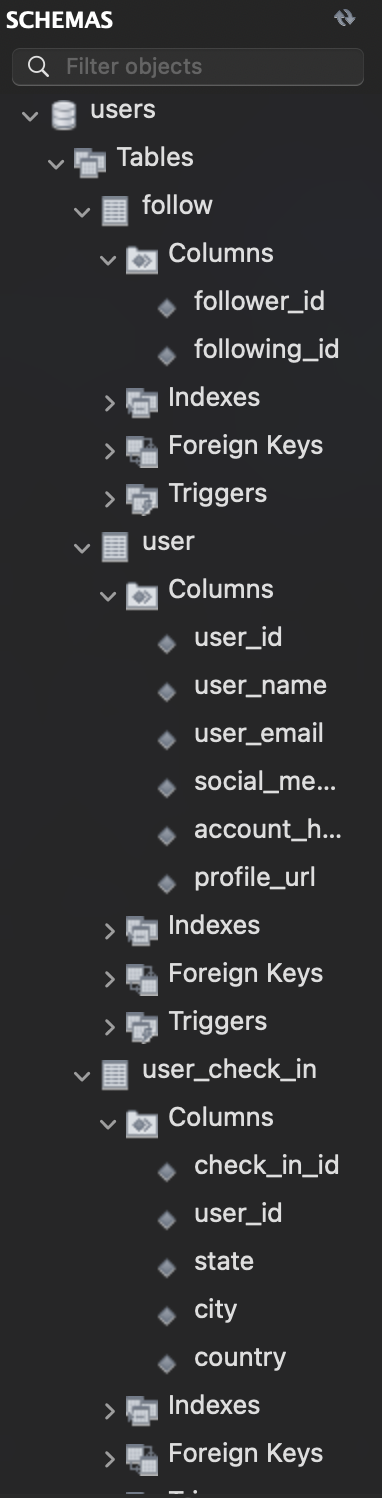 SCHEMAS
Filter objects
users
Tables
follow
Columns
follower_id
following_id
Indexes
Foreign Keys
Triggers
user
Columns
user_id
user_name
user_email
social_me...
account_h...
profile_url
Indexes
Foreign Keys
Triggers
user_check_in
Columns
check_in_id
user_id
state
city
country
Indexes
Foreign Keys